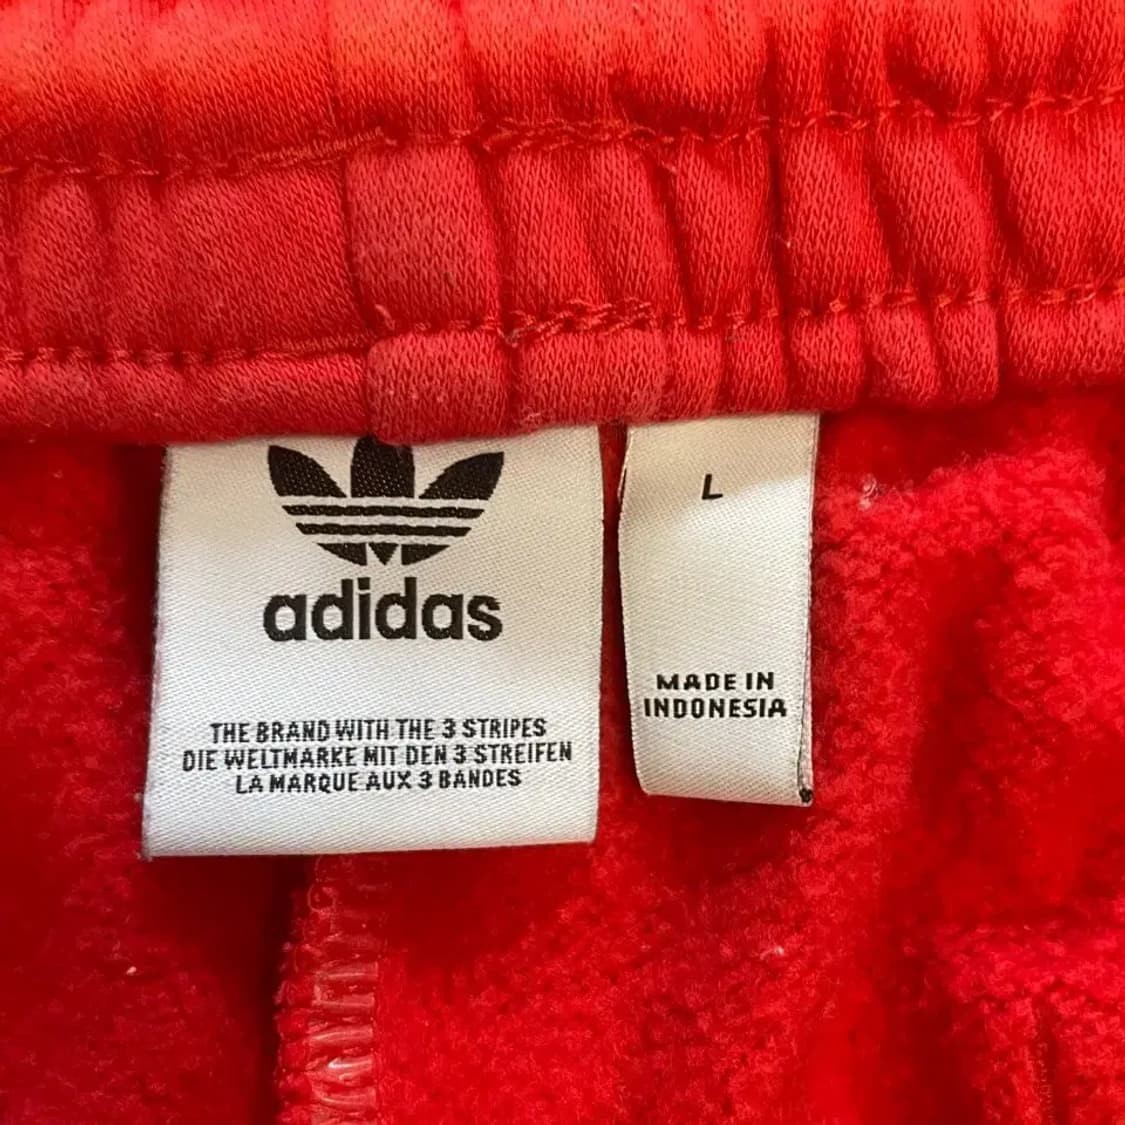 adidas
THE BRAND WITH THE 3 STRIPES
DIE WELTMARKE MIT DEN 3 STREIFEN
LA MARQUE AUX 3 BANDES
L
MADE IN
INDONESIA